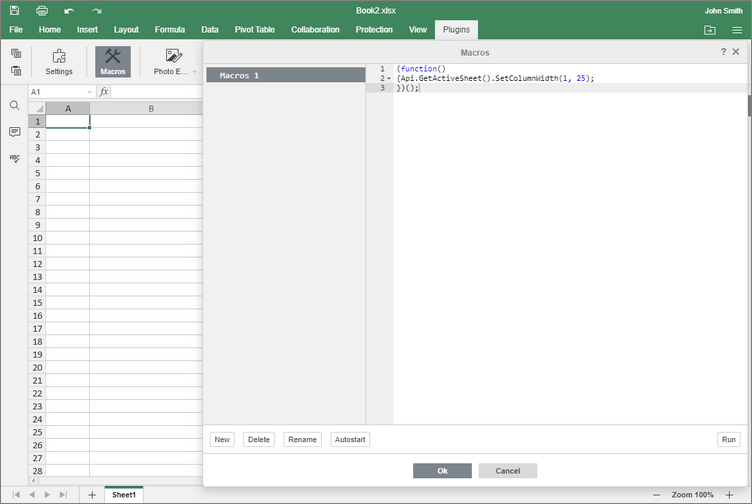 Book2.xlsx
John Smith
File Home Insert Layout Formula Data Pivot Table Collaboration Protection View Plugins
Settings Macros Photo E...
Macros
?
A1 fx
A B
1
2
3
4
5
6
7
8
9
10
11
12
13
14
15
16
17
18
19
20
21
22
23
24
25
26
27
28
ABC
Macros 1
1 (function()
2 {Api.GetActiveSheet().SetColumnWidth(1, 25);
3 })();
New Delete Rename Autostart Run
Ok Cancel
Sheet1
Zoom 100%